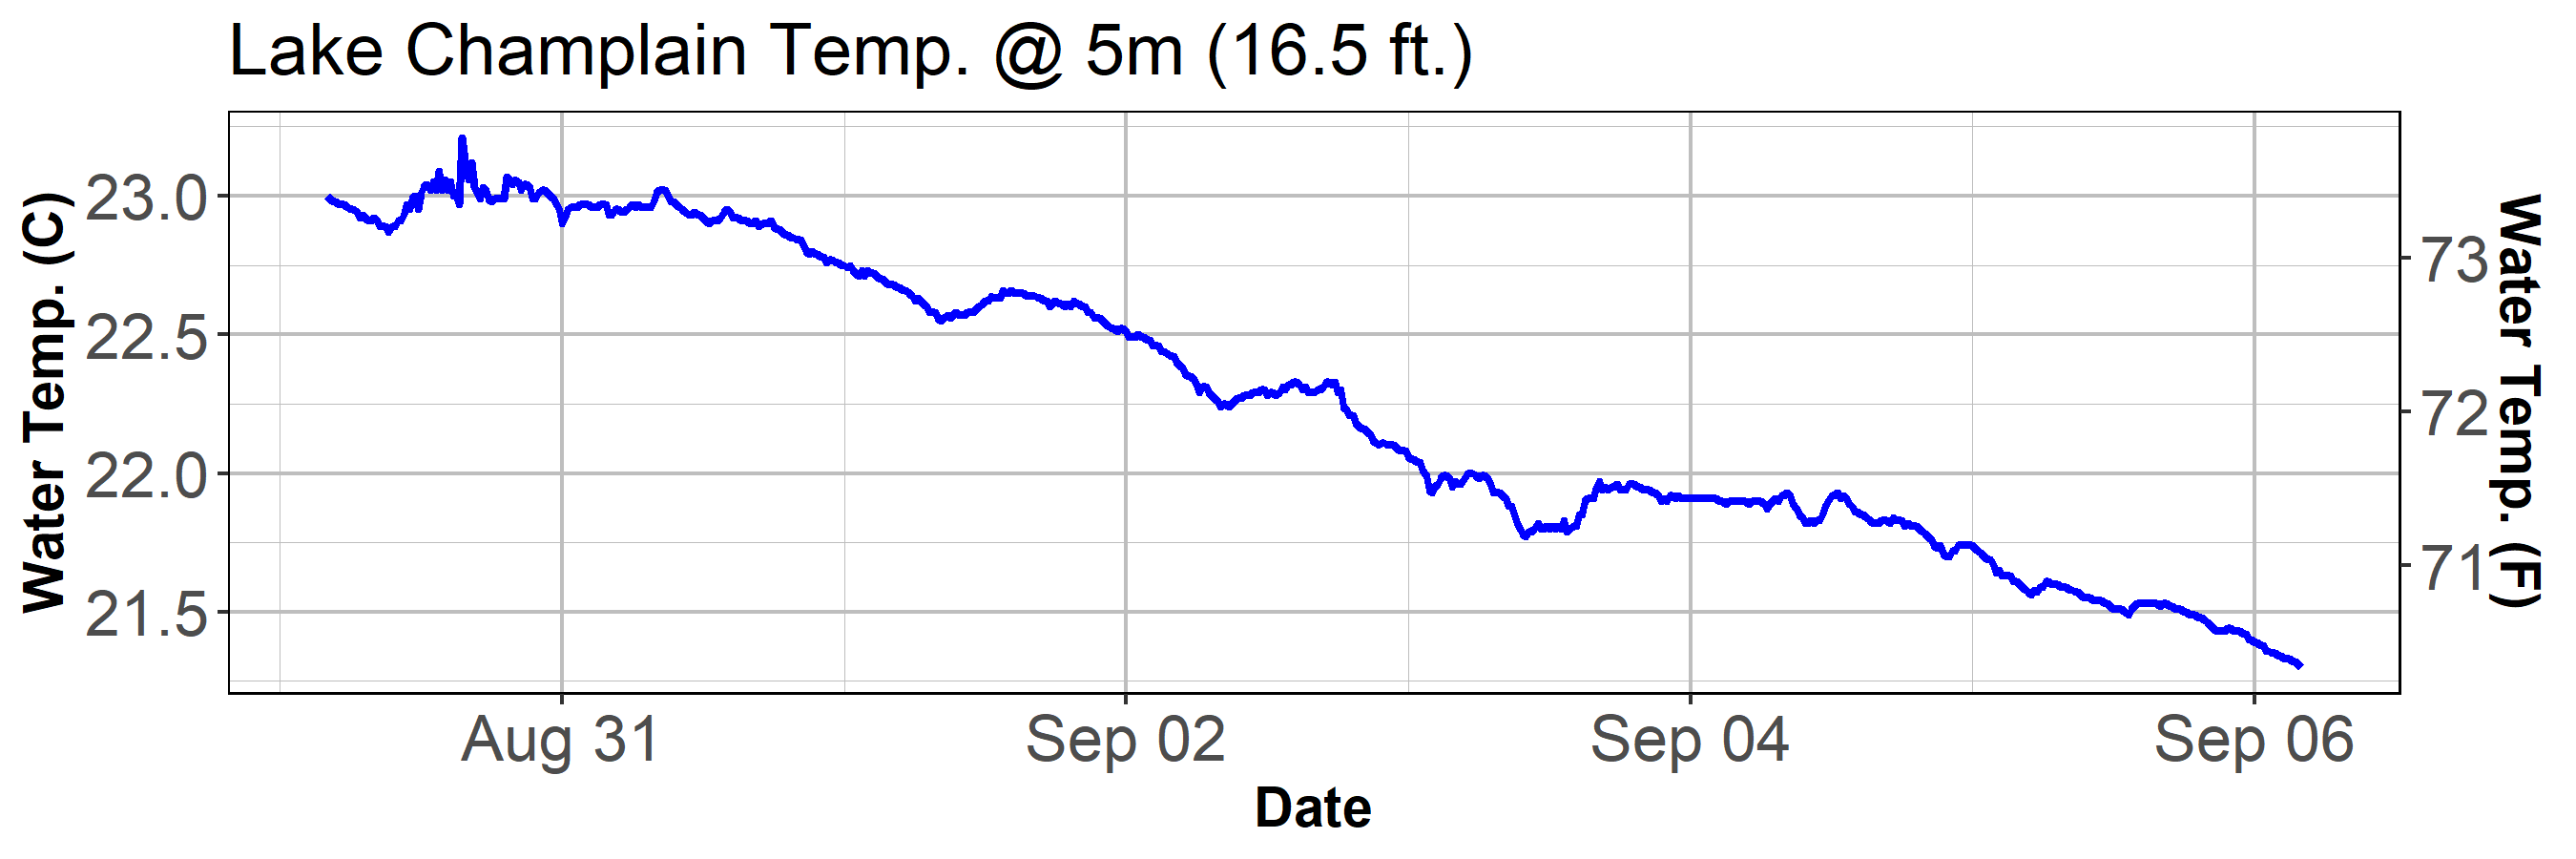 Lake Champlain Temp. @ 5m (16.5 ft.)
Water Temp. (C)
23.0
22.5
22.0
21.5
73
72
71
Water Temp. (F)
Aug 31
Sep 02
Sep 04
Sep 06
Date